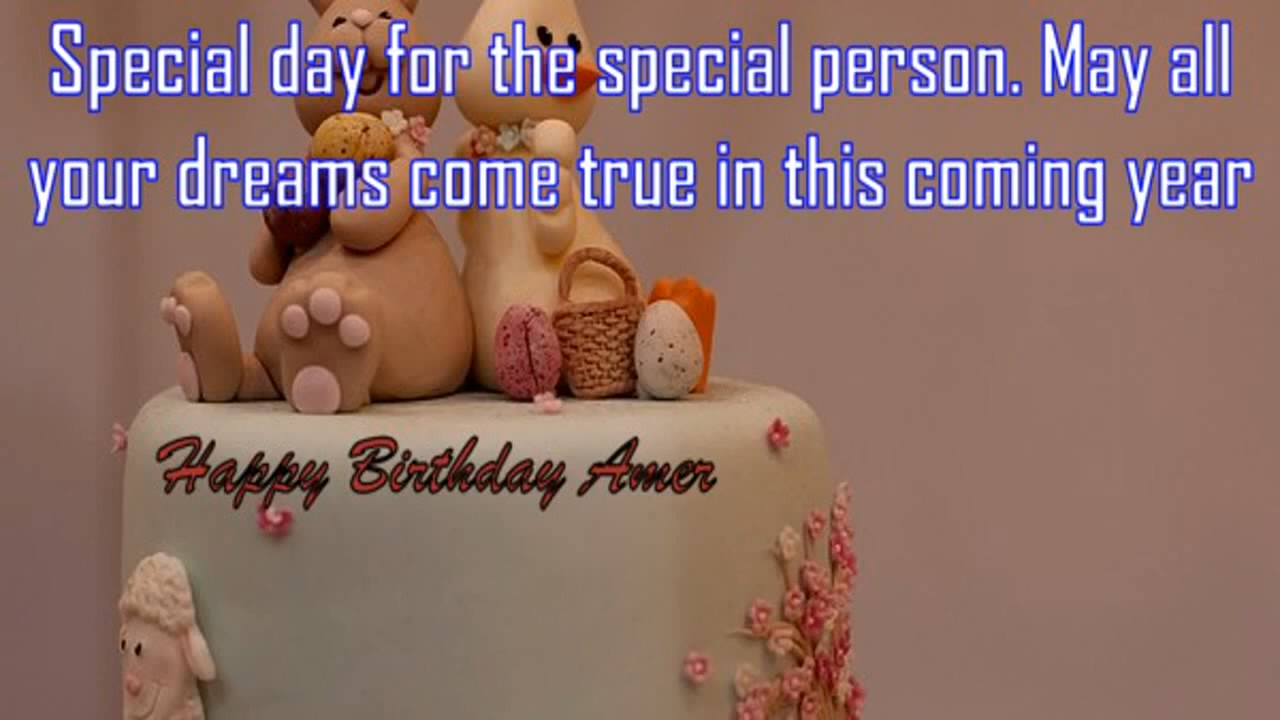 Special day for the special person. May all
your dreams come true in this coming year
Happy Birthday Amer